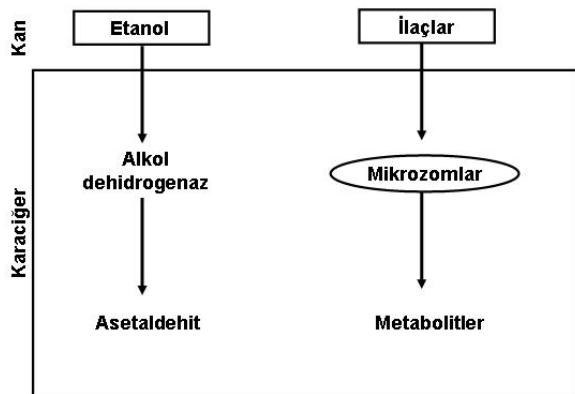 Kan
Etanol
İlaçlar
Karaciğer
Alkol
dehidrogenaz
Mikrozomlar
Asetaldehit
Metabolitler